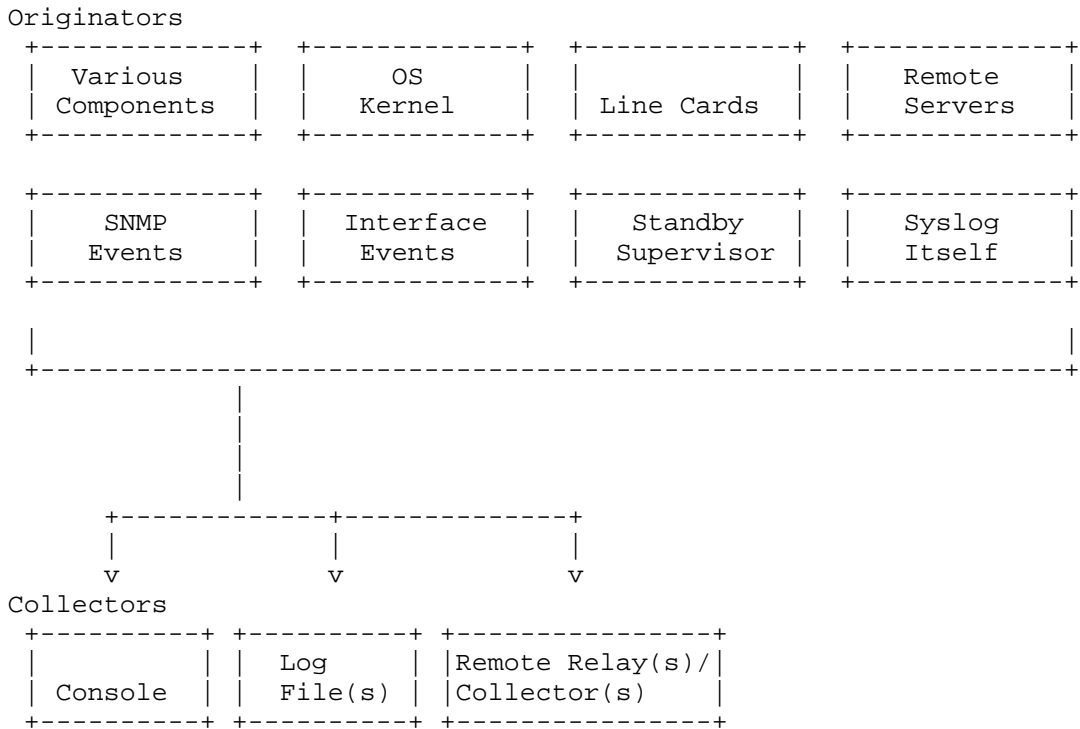 Originators
Various OS Remote
Components Kernel Line Cards Servers
SNMP Interface Standby Syslog
Events Events Supervisor Itself
v v v
Collectors
Log Remote Relay(s)/
Console File(s) Collector(s)